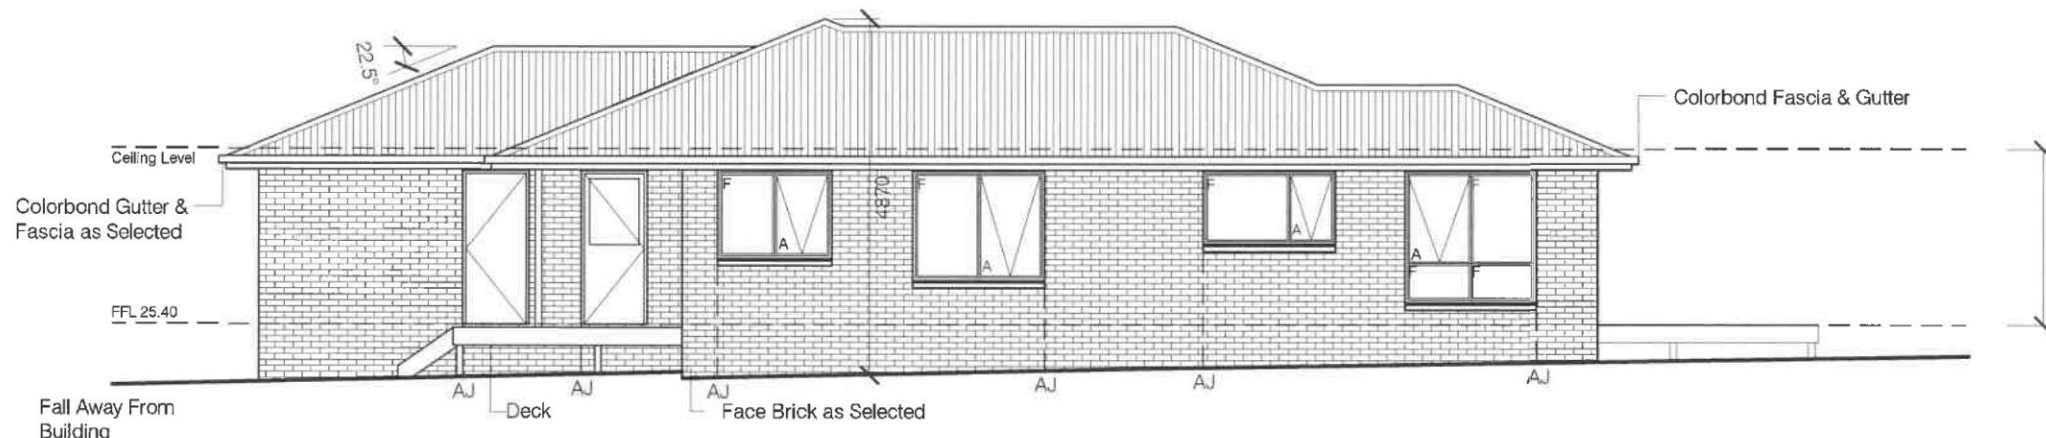 22.5°
Colorbond Fascia & Gutter
Ceiling Level
Colorbond Gutter &
Fascia as Selected
4870
F
A
F
A
F
A
F
A
F
F
FFL 25.40
AJ
AJ
AJ
AJ
AJ
AJ
Fall Away From
Building
Deck
Face Brick as Selected